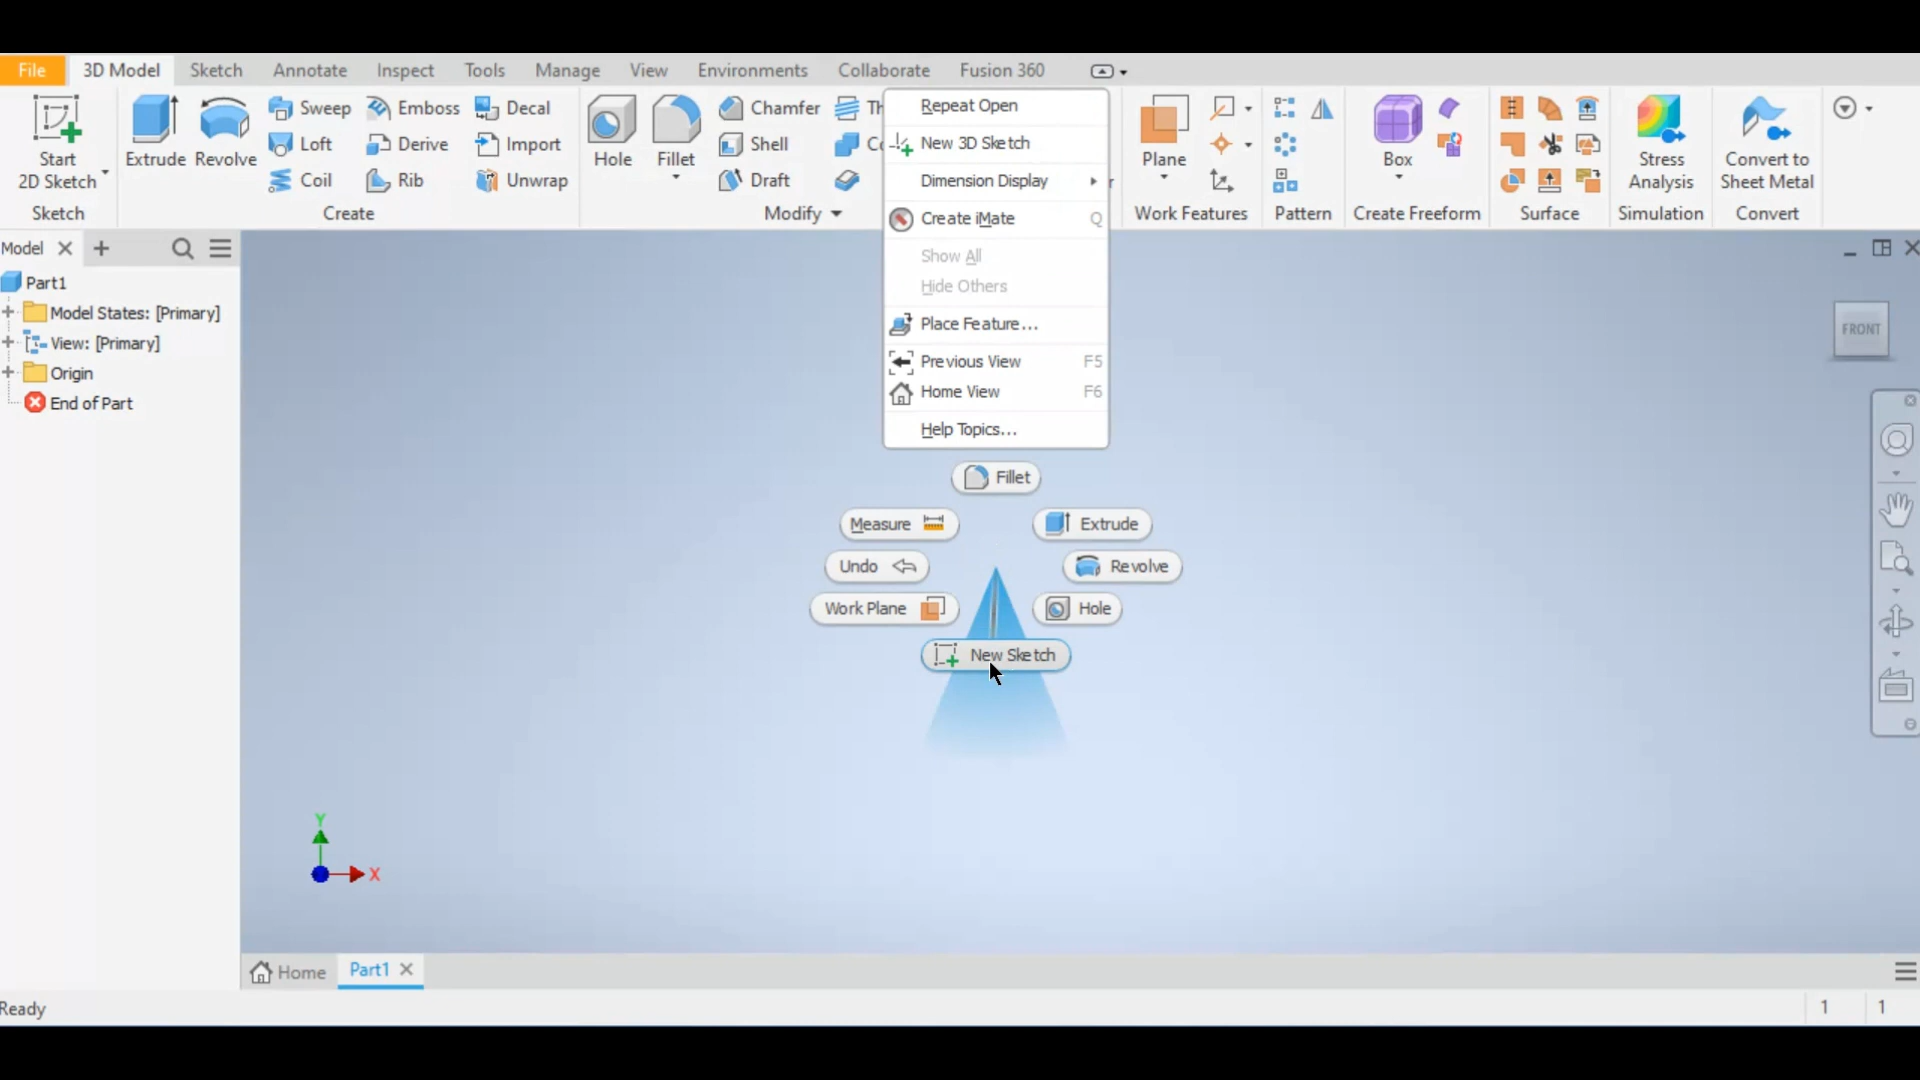 File 3D Model Sketch Annotate Inspect Tools Manage View Environments Collaborate Fusion 360
Start
2D Sketch
Sketch
Extrude
Revolve
Sweep
Loft
Coil
Emboss
Derive
Rib
Decal
Import
Unwrap
Create
Hole
Fillet
Chamfer
Shell
Draft
Modify
Plane
Work Features
Pattern
Box
Create Freeform
Surface
Stress
Analysis
Simulation
Convert to
Sheet Metal
Convert
Repeat Open
New 3D Sketch
Dimension Display
Create iMate Q
Show All
Hide Others
Place Feature...
Previous View F5
Home View F6
Help Topics...
Model
Part1
Model States: [Primary]
View: [Primary]
Origin
End of Part
FRONT
Fillet
Measure
Extrude
Undo
Revolve
Work Plane
Hole
New Sketch
Y
X
Home
Part1
Ready
1 1